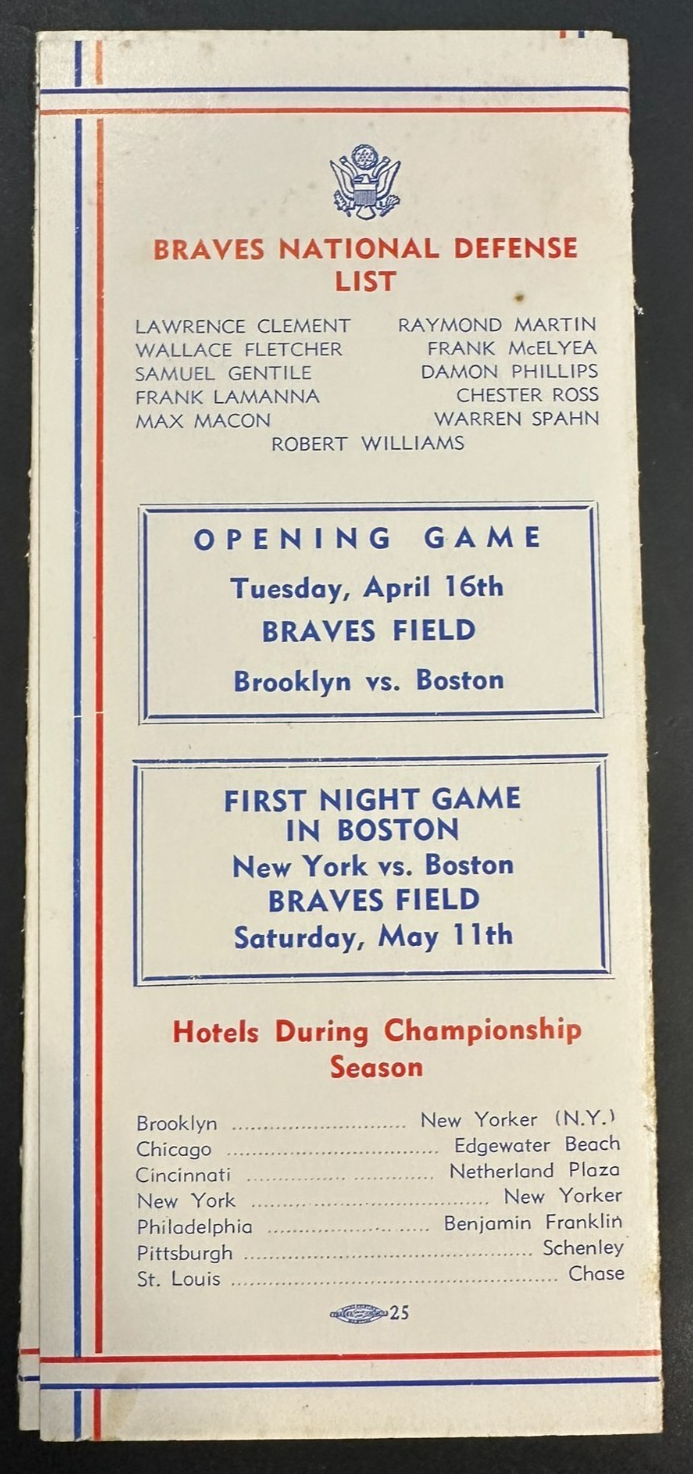 BRAVES NATIONAL DEFENSE
LIST
LAWRENCE CLEMENT RAYMOND MARTIN
WALLACE FLETCHER FRANK McELYEA
SAMUEL GENTILE DAMON PHILLIPS
FRANK LAMANNA CHESTER ROSS
MAX MACON WARREN SPAHN
ROBERT WILLIAMS
OPENING GAME
Tuesday, April 16th
BRAVES FIELD
Brooklyn vs. Boston
FIRST NIGHT GAME
IN BOSTON
New York vs. Boston
BRAVES FIELD
Saturday, May 11th
Hotels During Championship
Season
Brooklyn ........................ New Yorker (N.Y.)
Chicago ........................ Edgewater Beach
Cincinnati ........................ Netherland Plaza
New York ........................ New Yorker
Philadelphia ........................ Benjamin Franklin
Pittsburgh ........................ Schenley
St. Louis ........................ Chase
25